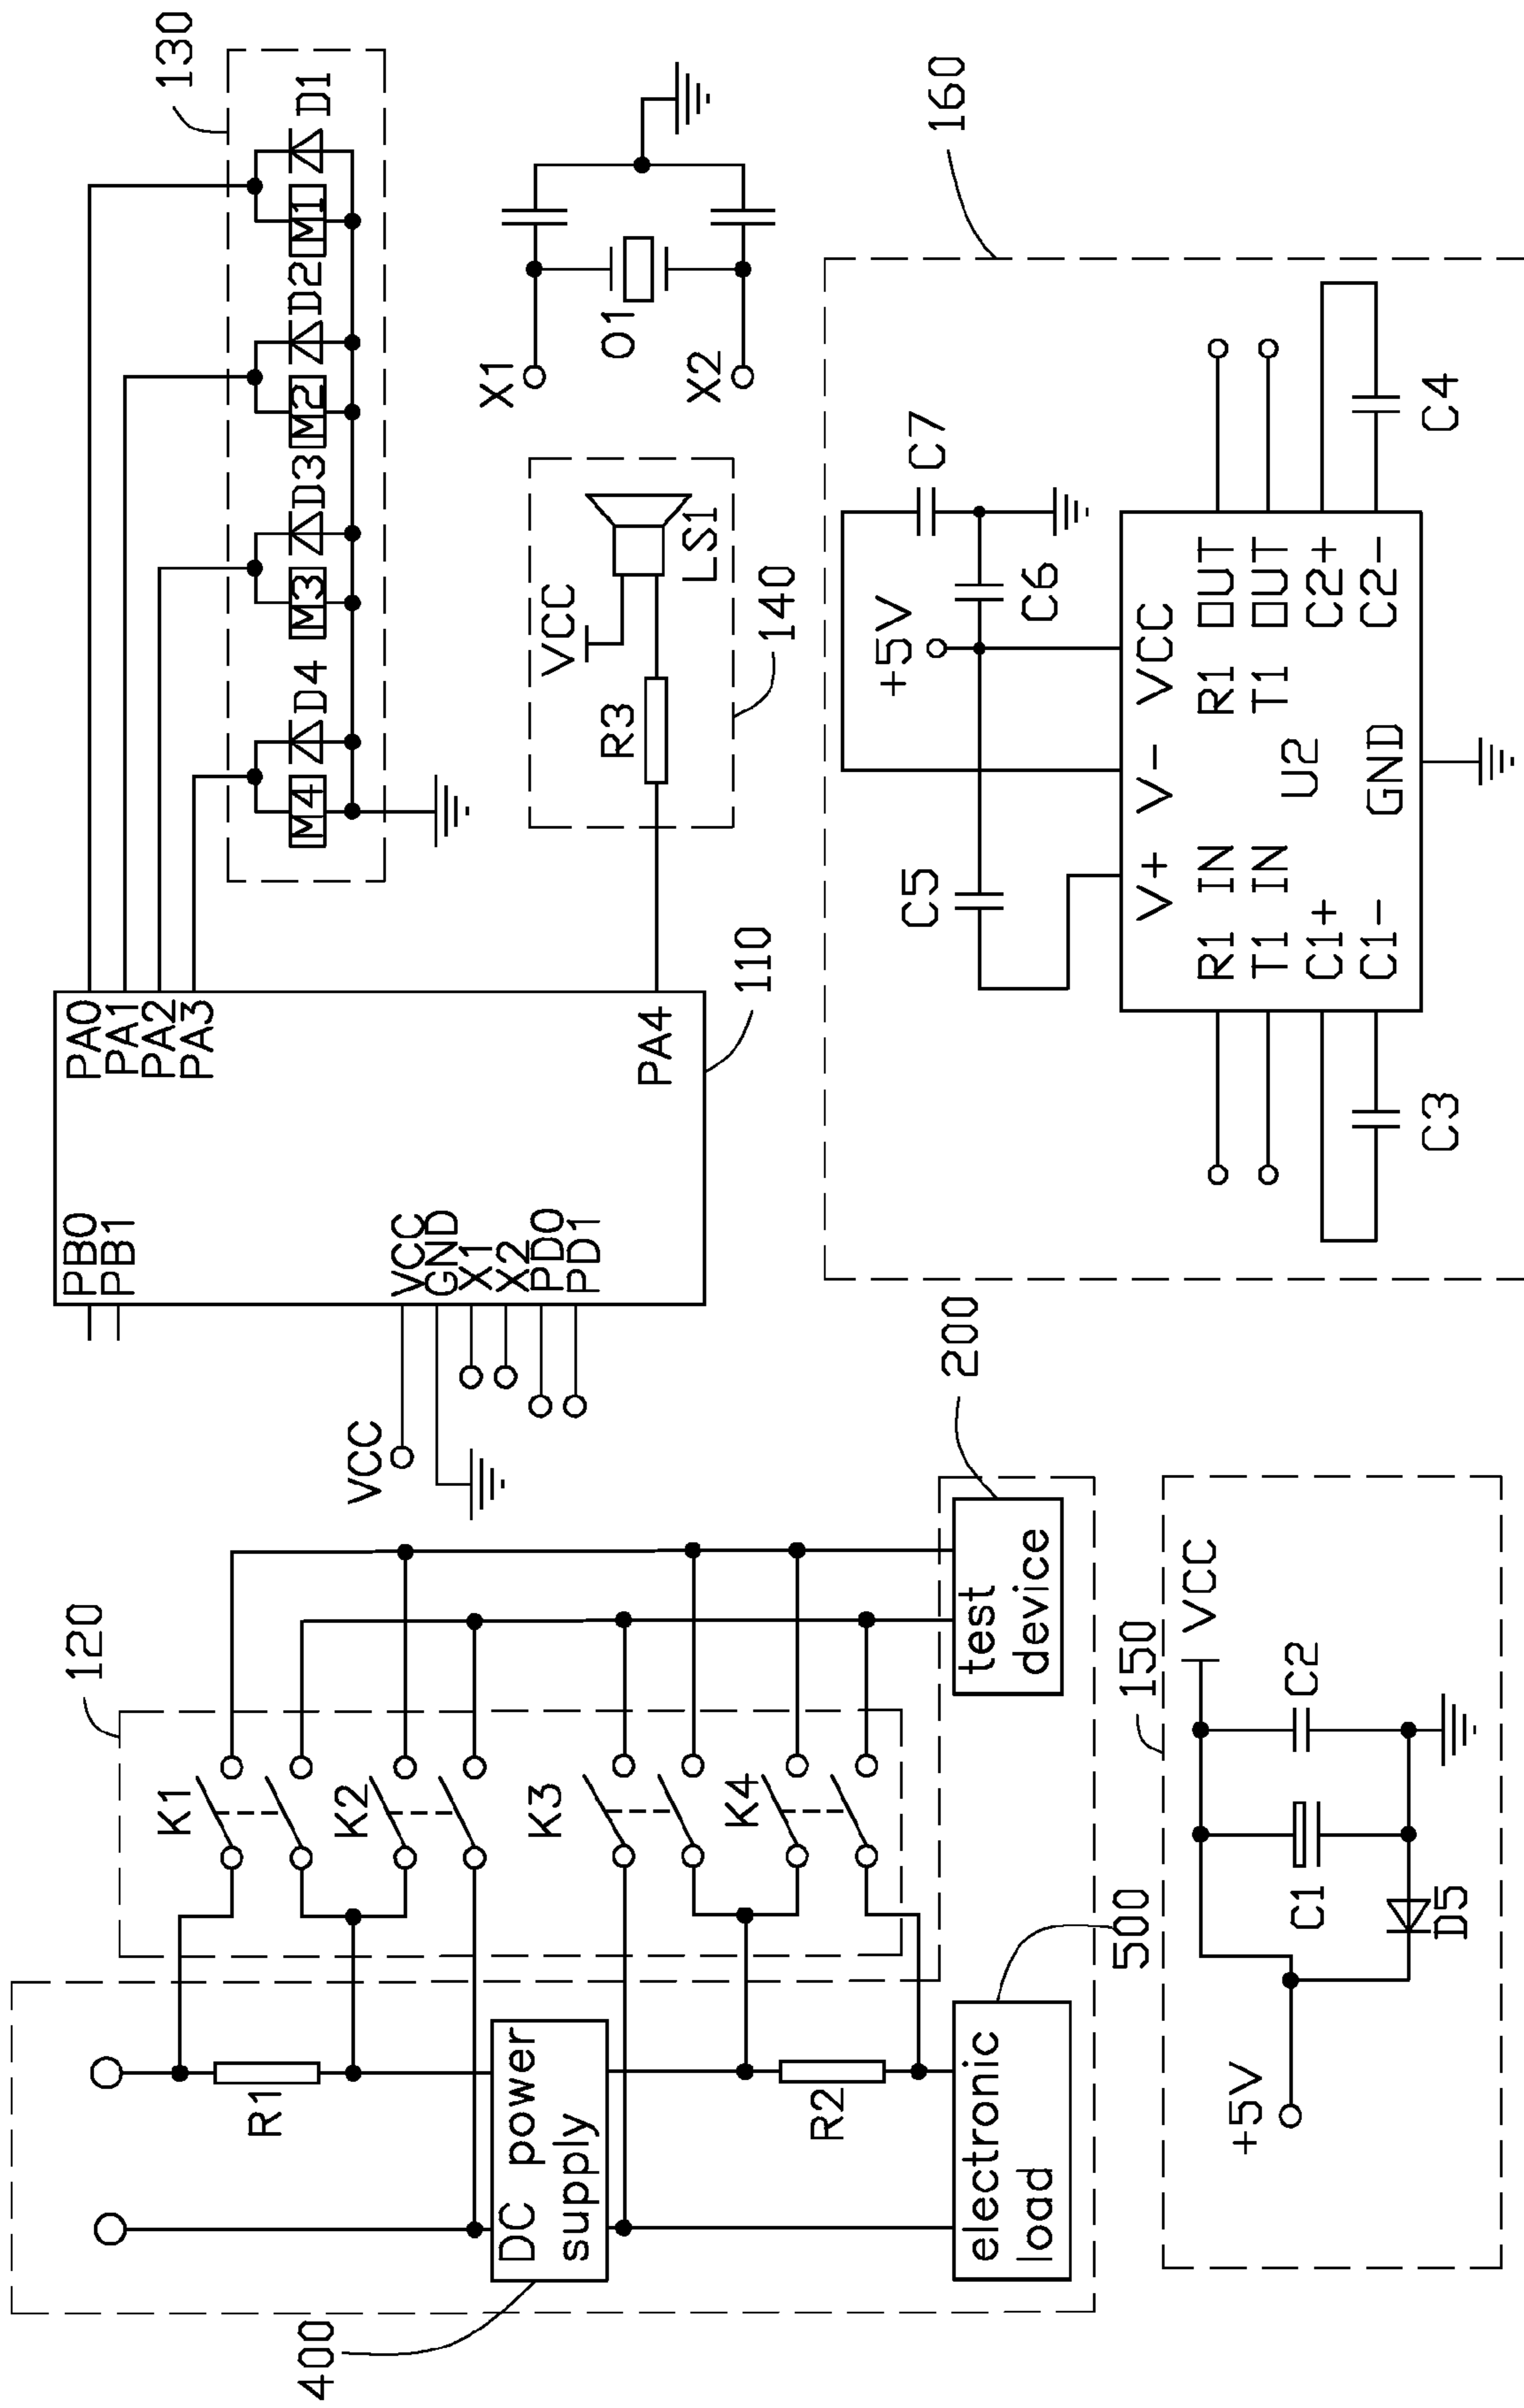 130
D1
M1
D2
M2
D3
M3
D4
M4
X1
O1
X2
160
PA0
PA1
PA2
PA3
PA4
PB0
PB1
VCC
GND
X1
X2
PD0
PD1
110
VCC
LS1
R3
140
C7
+5V
C6
C5
V+
V-
VCC
R1 IN
R1 OUT
T1 IN
T1 OUT
U2
C1+
C2+
C1-
GND
C2-
C3
C4
VCC
120
K1
K2
K3
K4
200
test
device
R1
DC power
supply
400
R2
electronic
load
500
150
VCC
C2
C1
D5
+5V